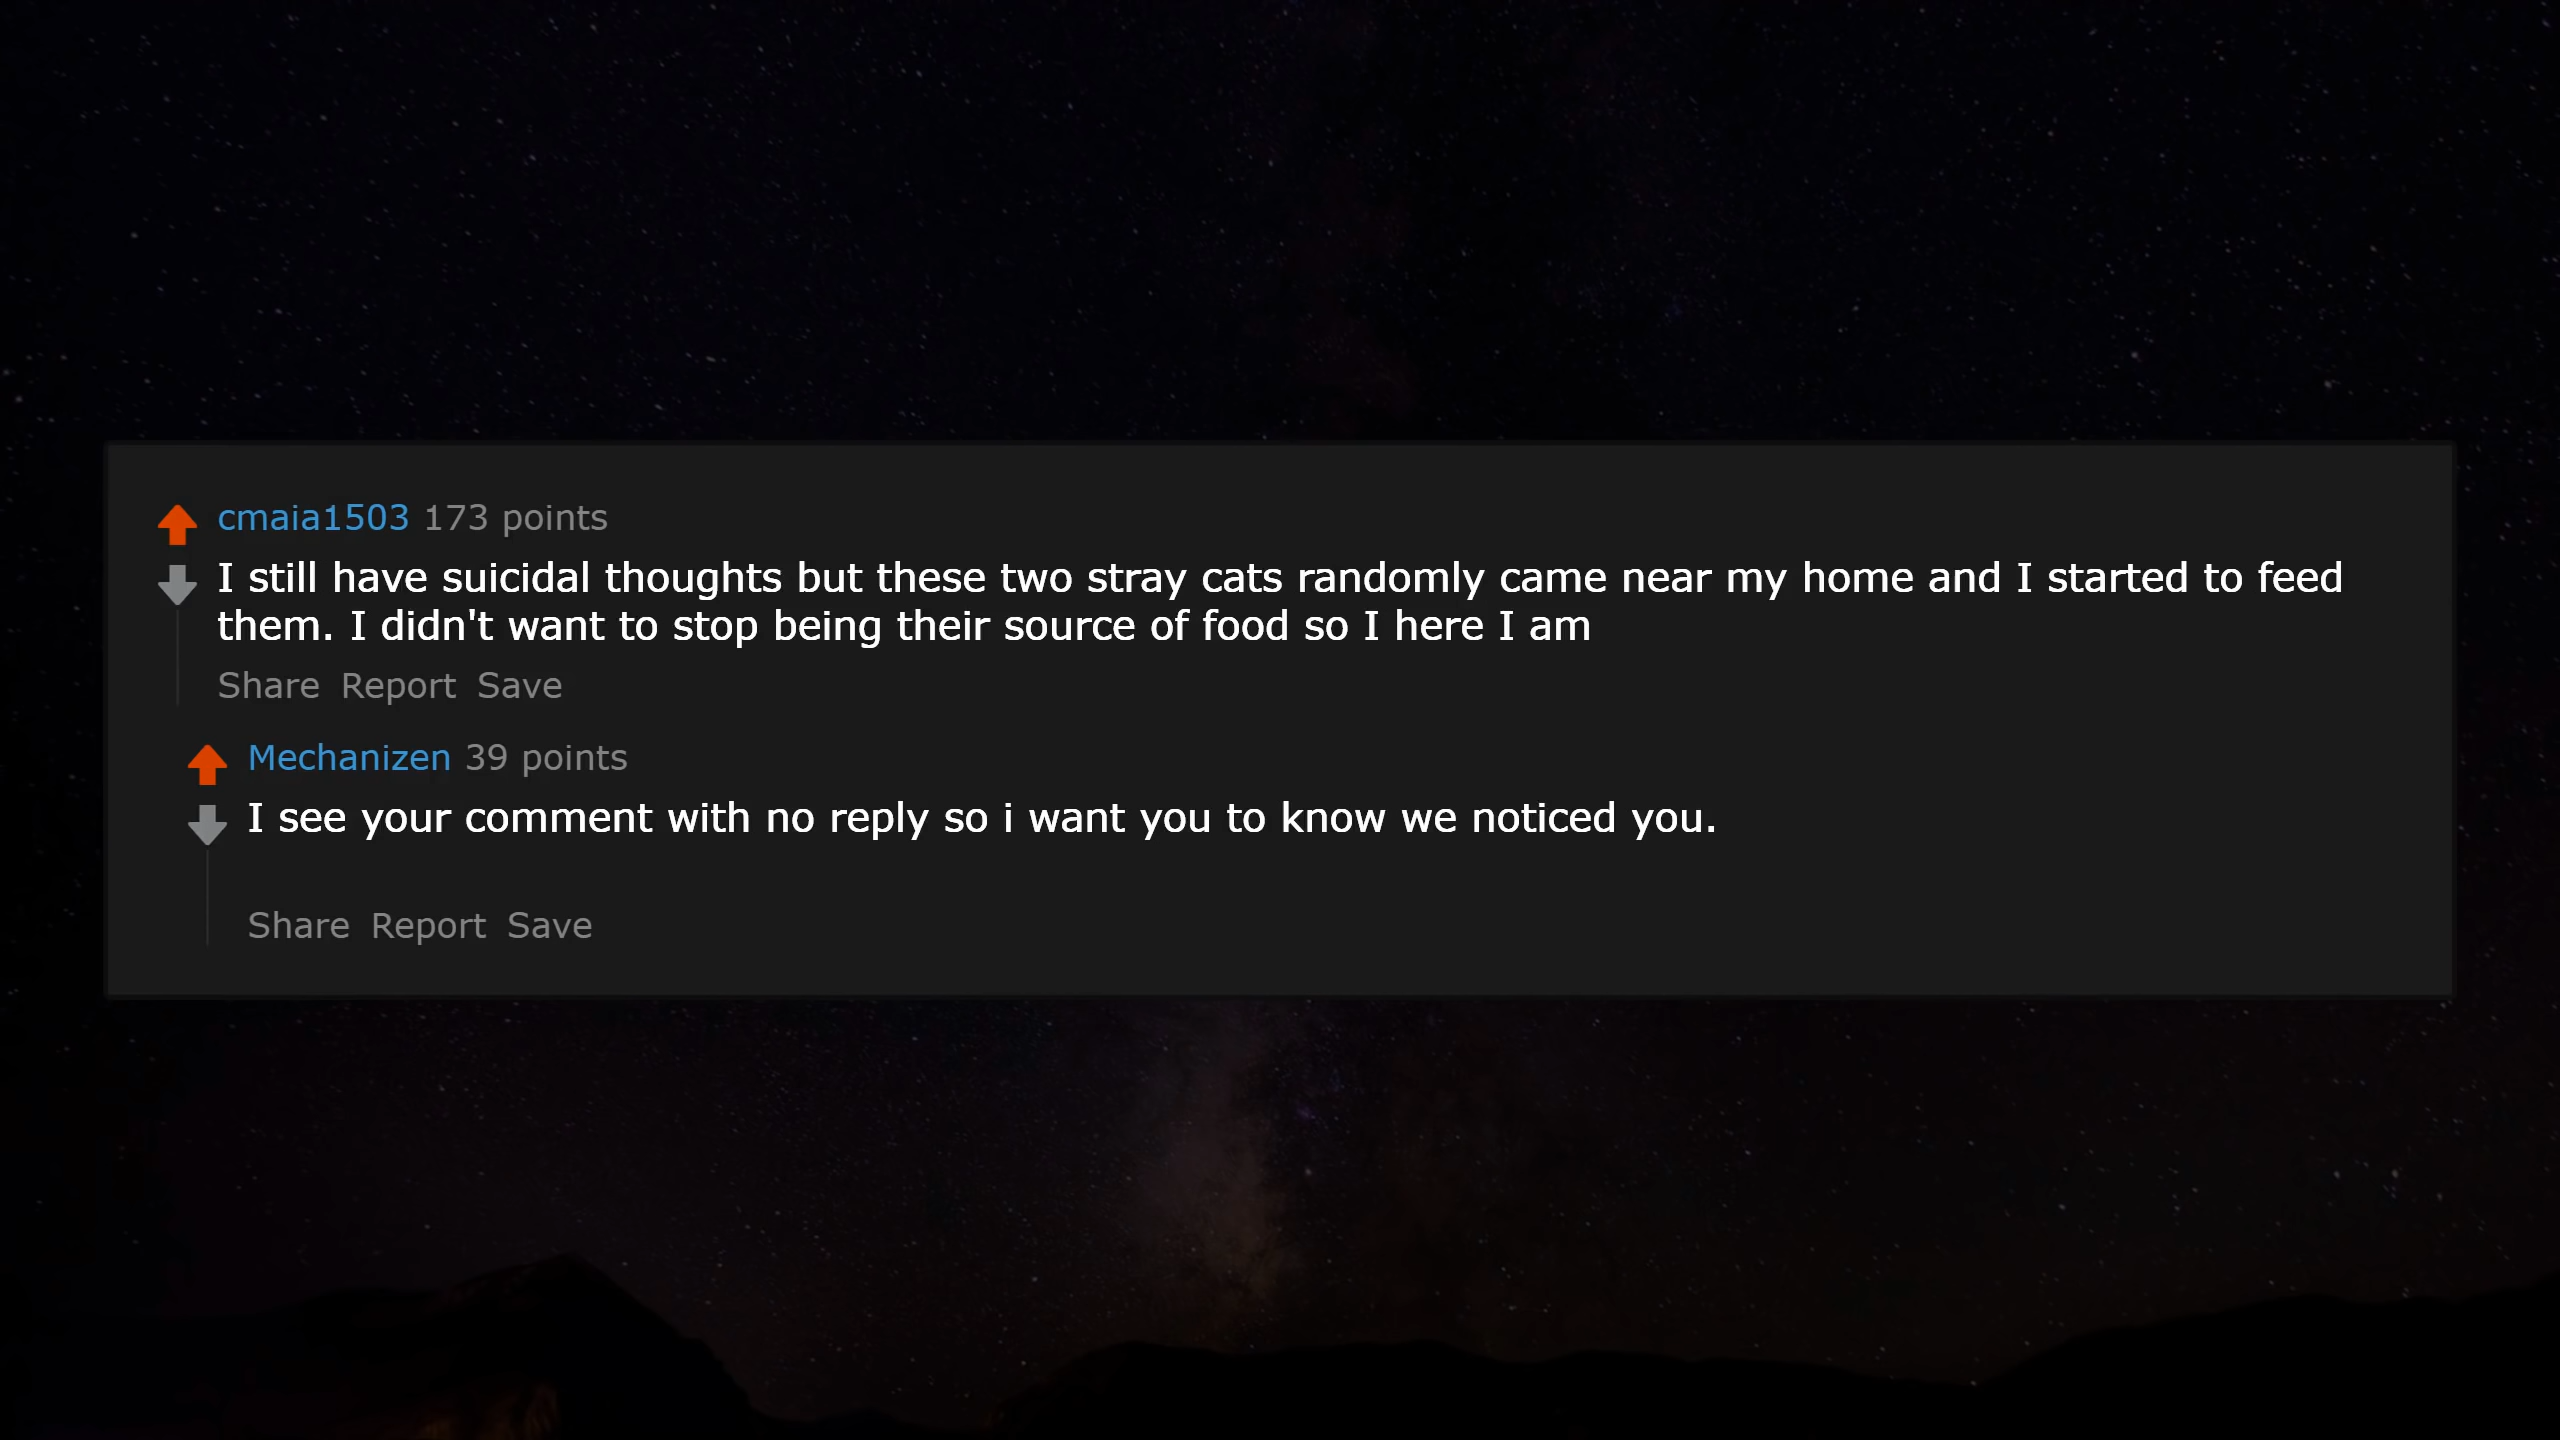 cmaia1503 173 points
I still have suicidal thoughts but these two stray cats randomly came near my home and I started to feed
them. I didn't want to stop being their source of food so I here I am
Share Report Save
Mechanizen 39 points
I see your comment with no reply so i want you to know we noticed you.
Share Report Save